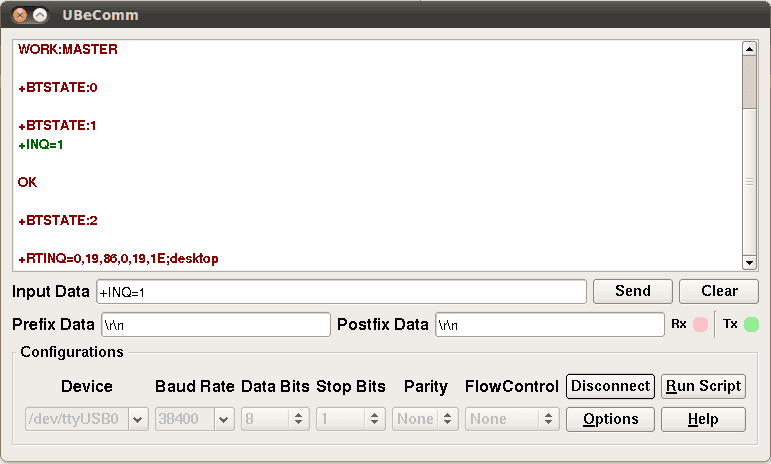 UBeComm
WORK:MASTER
+BTSTATE:0
+BTSTATE:1
+INQ=1
OK
+BTSTATE:2
+RTINQ=0,19,86,0,19,1E;desktop
Input Data +INQ=1 Send Clear
Prefix Data \r\n Postfix Data \r\n Rx Tx
Configurations
Device Baud Rate Data Bits Stop Bits Parity FlowControl Disconnect Run Script
/dev/ttyUSB0 38400 8 1 None None Options Help